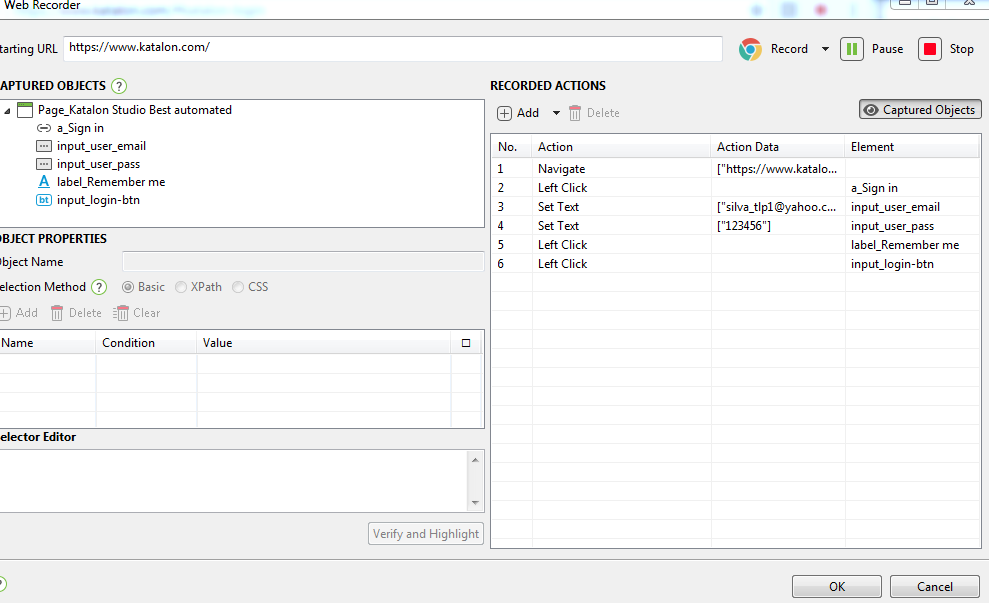 Web Recorder
tarting URL https://www.katalon.com/ Record Pause Stop
APTURED OBJECTS ?
Page_Katalon Studio Best automated
a_Sign in
input_user_email
input_user_pass
A label_Remember me
bt input_login-btn
BJECT PROPERTIES
bject Name
election Method ? Basic XPath CSS
Add Delete Clear
Name Condition Value
elector Editor
Verify and Highlight
RECORDED ACTIONS
Add Delete Captured Objects
No. Action Action Data Element
1 Navigate ["https://www.katalo...
2 Left Click a_Sign in
3 Set Text ["silva_tlp1@yahoo.c... input_user_email
4 Set Text ["123456"] input_user_pass
5 Left Click label_Remember me
6 Left Click input_login-btn
OK Cancel